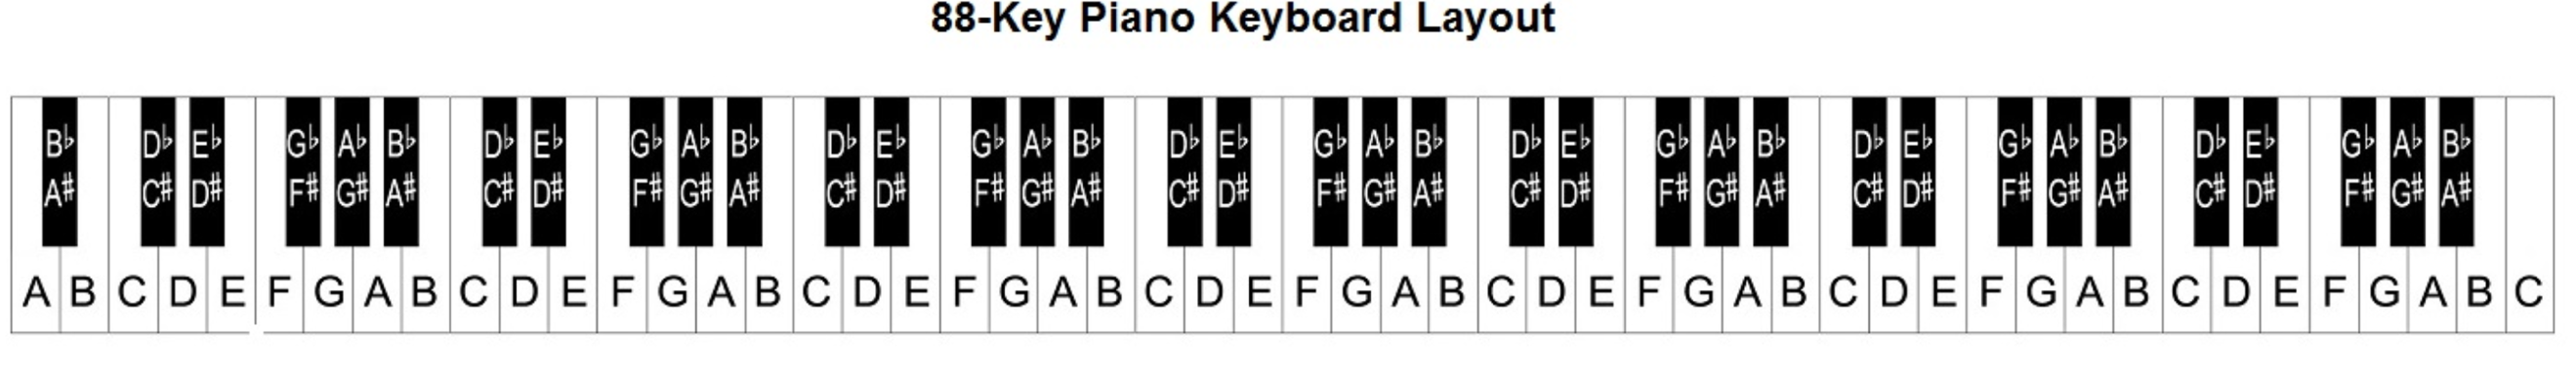 88-Key Piano Keyboard Layout
B♭ D♭ E♭ G♭ A♭ B♭ D♭ E♭ G♭ A♭ B♭ D♭ E♭ G♭ A♭ B♭ D♭ E♭ G♭ A♭ B♭ D♭ E♭ G♭ A♭ B♭ D♭ E♭ G♭ A♭ B♭ D♭ E♭ G♭ A♭ B♭
A# C# D# F# G# A# C# D# F# G# A# C# D# F# G# A# C# D# F# G# A# C# D# F# G# A# C# D# F# G# A# C# D# F# G# A#
A B C D E F G A B C D E F G A B C D E F G A B C D E F G A B C D E F G A B C D E F G A B C D E F G A B C